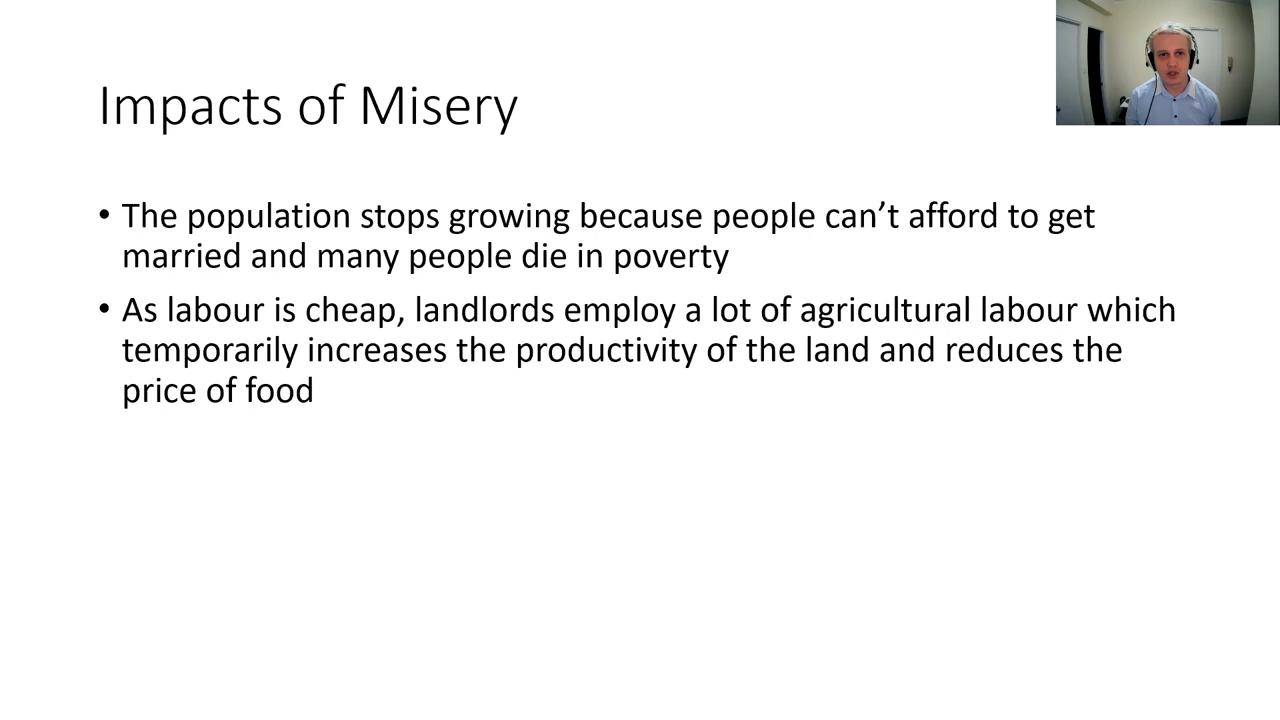 Impacts of Misery
• The population stops growing because people can’t afford to get
married and many people die in poverty
• As labour is cheap, landlords employ a lot of agricultural labour which
temporarily increases the productivity of the land and reduces the
price of food